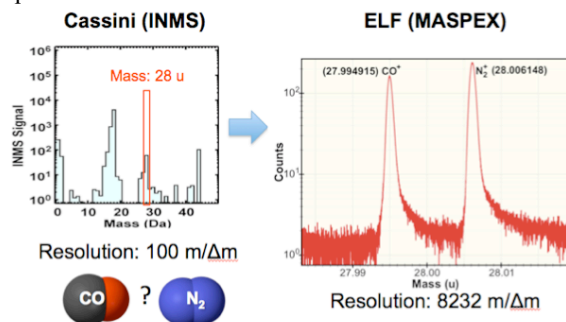 Cassini (INMS)
ELF (MASPEX)
10⁶
10⁵
10⁴
10³
10²
10¹
10⁰
INMS Signal
Mass: 28 u
0 20 40
Mass (Da)
Resolution: 100 m/Δm
CO ? N₂
(27.994915) CO⁺
N₂⁺ (28.006148)
10²
10¹
10⁰
Counts
27.99 28.00 28.01
Mass (u)
Resolution: 8232 m/Δm